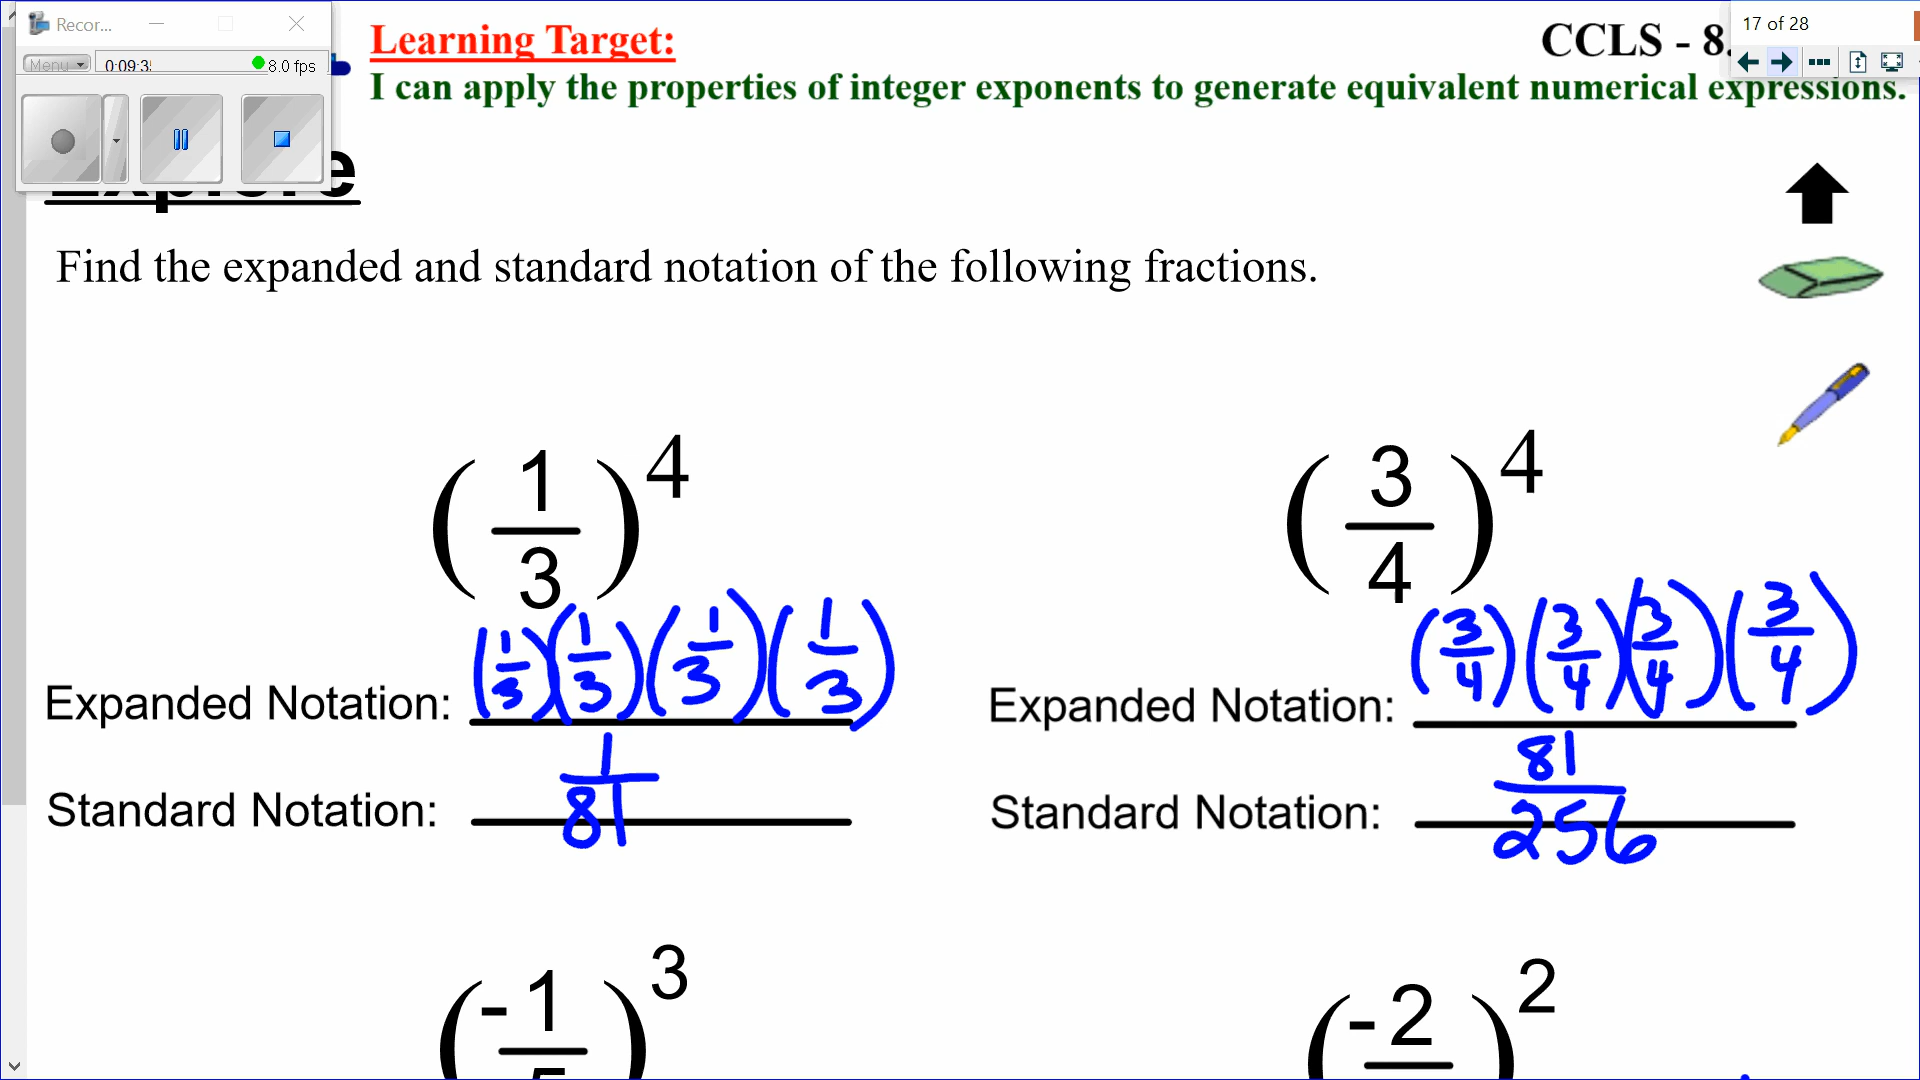 Recor...
Menu
0:09:3
8.0 fps
Learning Target:
CCLS - 8.
17 of 28
I can apply the properties of integer exponents to generate equivalent numerical expressions.
Explore
Find the expanded and standard notation of the following fractions.
(1/3)^4
(3/4)^4
Expanded Notation: (1/3)(1/3)(1/3)(1/3)
Expanded Notation: (3/4)(3/4)(3/4)(3/4)
Standard Notation: 1/81
Standard Notation: 81/256
(-1/5)^3
(-2/ )^2